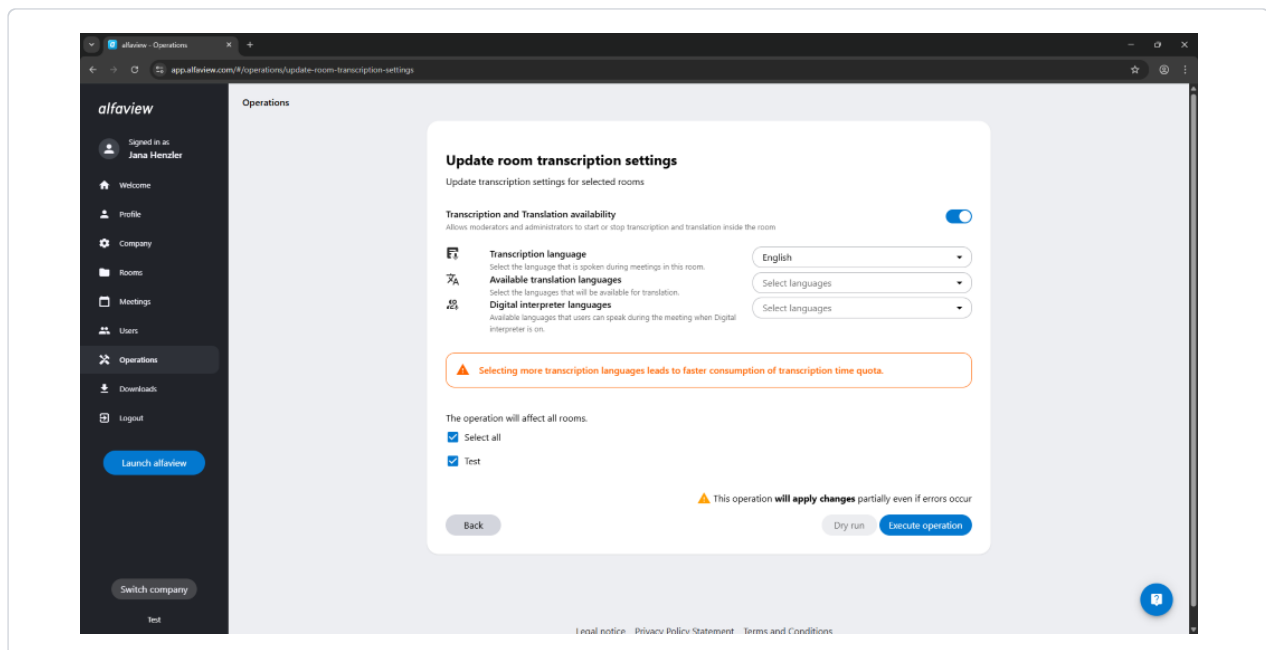 alfaview - Operations
app.alfaview.com/#/operations/update-room-transcription-settings
alfaview
Signed in as
Jana Henzler
Welcome
Profile
Company
Rooms
Meetings
Users
Operations
Downloads
Logout
Launch alfaview
Switch company
Test
Operations
Update room transcription settings
Update transcription settings for selected rooms
Transcription and Translation availability
Allows moderators and administrators to start or stop transcription and translation inside the room
Transcription language
Select the language that is spoken during meetings in this room.
English
Available translation languages
Select the languages that will be available for translation.
Select languages
Digital interpreter languages
Available languages that users can speak during the meeting when Digital
interpreter is on.
Select languages
Selecting more transcription languages leads to faster consumption of transcription time quota.
The operation will affect all rooms.
Select all
Test
This operation will apply changes partially even if errors occur
Back
Dry run
Execute operation
Legal notice Privacy Policy Statement Terms and Conditions